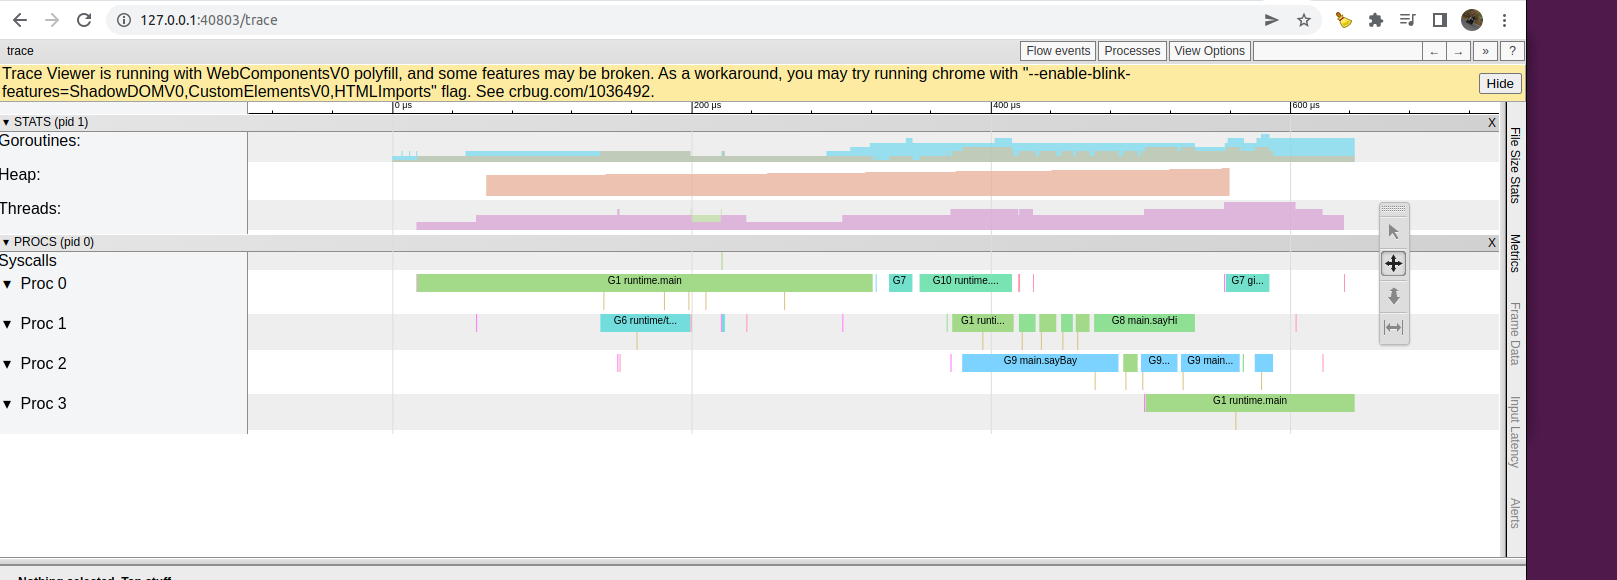 127.0.0.1:40803/trace
trace
Flow events
Processes
View Options
←
→
»
?
Trace Viewer is running with WebComponentsV0 polyfill, and some features may be broken. As a workaround, you may try running chrome with "--enable-blink-
features=ShadowDOMV0,CustomElementsV0,HTMLImports" flag. See crbug.com/1036492.
Hide
0 µs
200 µs
400 µs
600 µs
▾ STATS (pid 1)
X
Goroutines:
Heap:
Threads:
▾ PROCS (pid 0)
X
Syscalls
▾ Proc 0
G1 runtime.main
G7
G10 runtime....
G7 gi...
▾ Proc 1
G6 runtime/t...
G1 runti...
G8 main.sayHi
▾ Proc 2
G9 main.sayBay
G9...
G9 main...
▾ Proc 3
G1 runtime.main
File Size Stats
Metrics
Frame Data
Input Latency
Alerts
Nothing selected. Tap stuff.